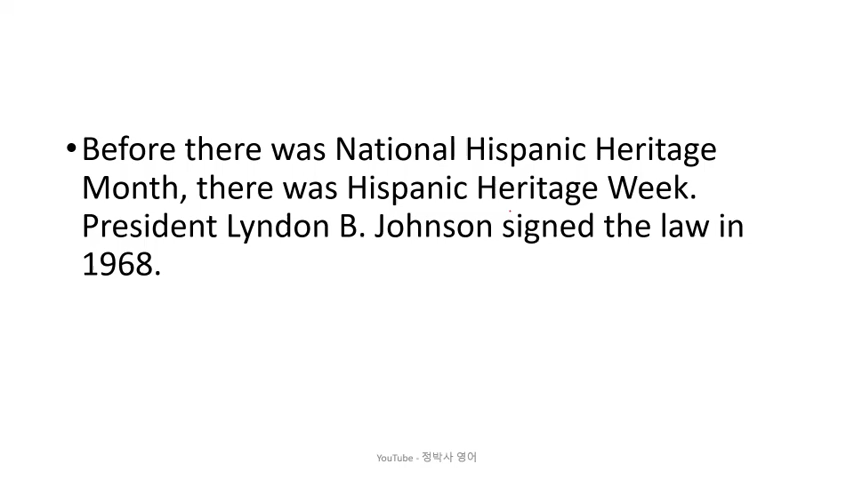 •Before there was National Hispanic Heritage
Month, there was Hispanic Heritage Week.
President Lyndon B. Johnson signed the law in
1968.
YouTube - 정박사 영어